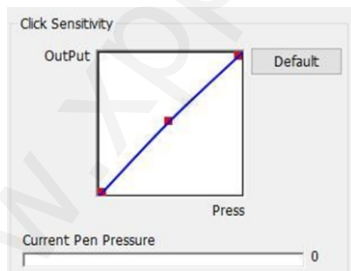 Click Sensitivity
OutPut
Default
Press
Current Pen Pressure
0